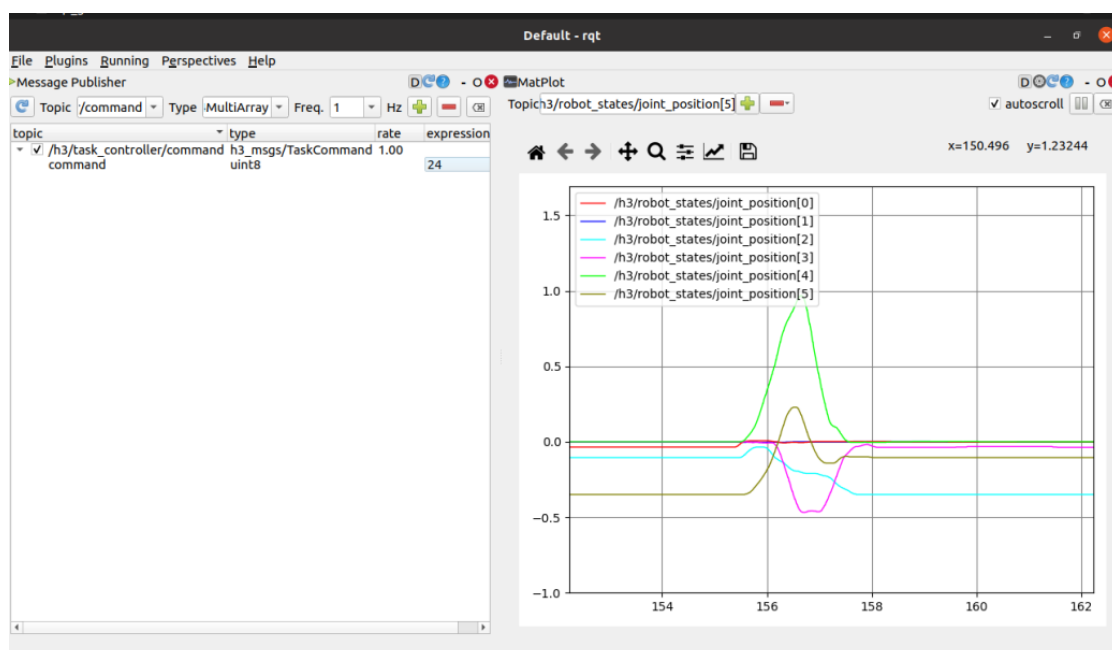 Default - rqt
File Plugins Running Perspectives Help
Message Publisher
D C ? - O
Topic /command Type MultiArray Freq. 1 Hz
topic type rate expression
/h3/task_controller/command h3_msgs/TaskCommand 1.00
command uint8 24
MatPlot
D C ? - O
Topic h3/robot_states/joint_position[5] autoscroll
x=150.496 y=1.23244
/h3/robot_states/joint_position[0]
/h3/robot_states/joint_position[1]
/h3/robot_states/joint_position[2]
/h3/robot_states/joint_position[3]
/h3/robot_states/joint_position[4]
/h3/robot_states/joint_position[5]
1.5
1.0
0.5
0.0
−0.5
−1.0
154 156 158 160 162